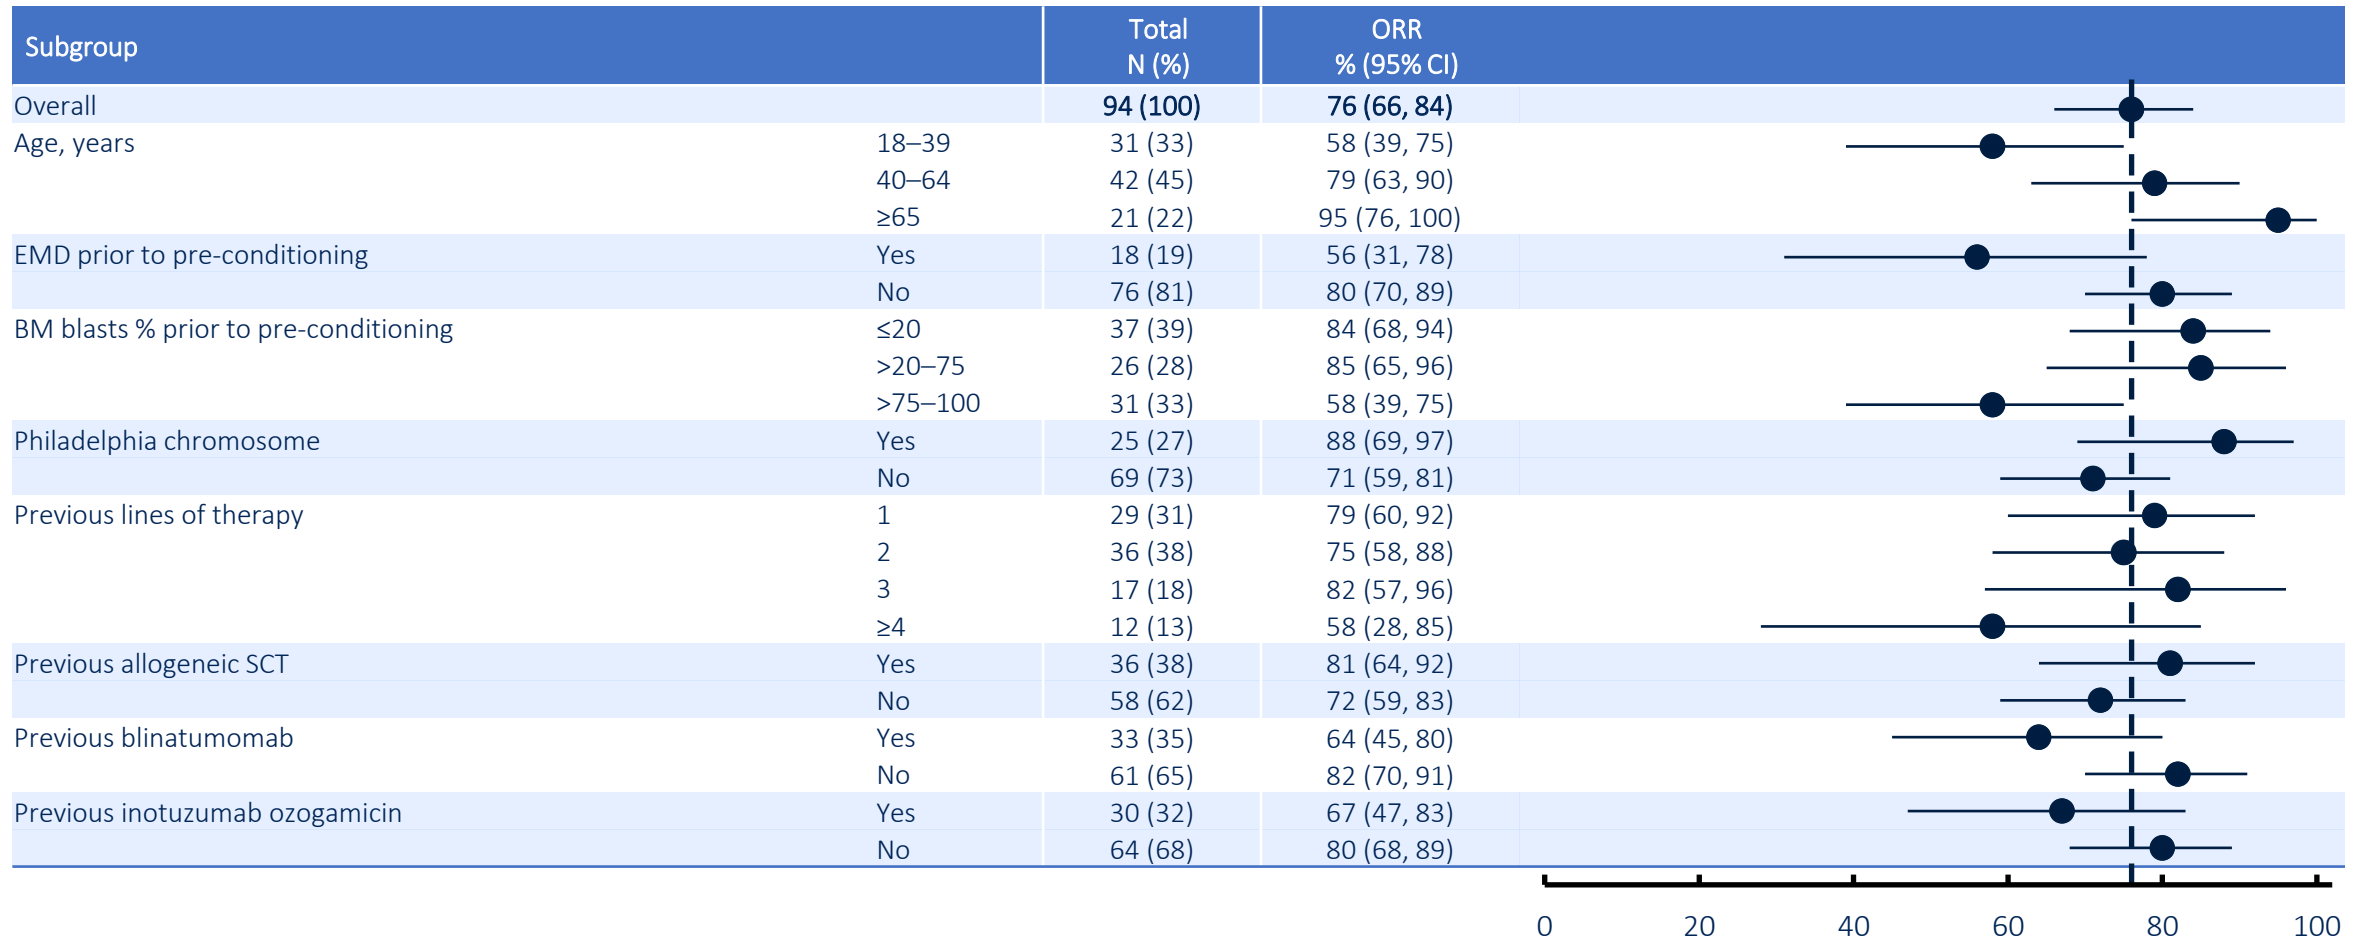 Subgroup Total N (%) ORR % (95% CI)
Overall 94 (100) 76 (66, 84)
Age, years 18–39 31 (33) 58 (39, 75)
40–64 42 (45) 79 (63, 90)
≥65 21 (22) 95 (76, 100)
EMD prior to pre-conditioning Yes 18 (19) 56 (31, 78)
No 76 (81) 80 (70, 89)
BM blasts % prior to pre-conditioning ≤20 37 (39) 84 (68, 94)
>20–75 26 (28) 85 (65, 96)
>75–100 31 (33) 58 (39, 75)
Philadelphia chromosome Yes 25 (27) 88 (69, 97)
No 69 (73) 71 (59, 81)
Previous lines of therapy 1 29 (31) 79 (60, 92)
2 36 (38) 75 (58, 88)
3 17 (18) 82 (57, 96)
≥4 12 (13) 58 (28, 85)
Previous allogeneic SCT Yes 36 (38) 81 (64, 92)
No 58 (62) 72 (59, 83)
Previous blinatumomab Yes 33 (35) 64 (45, 80)
No 61 (65) 82 (70, 91)
Previous inotuzumab ozogamicin Yes 30 (32) 67 (47, 83)
No 64 (68) 80 (68, 89)
0 20 40 60 80 100